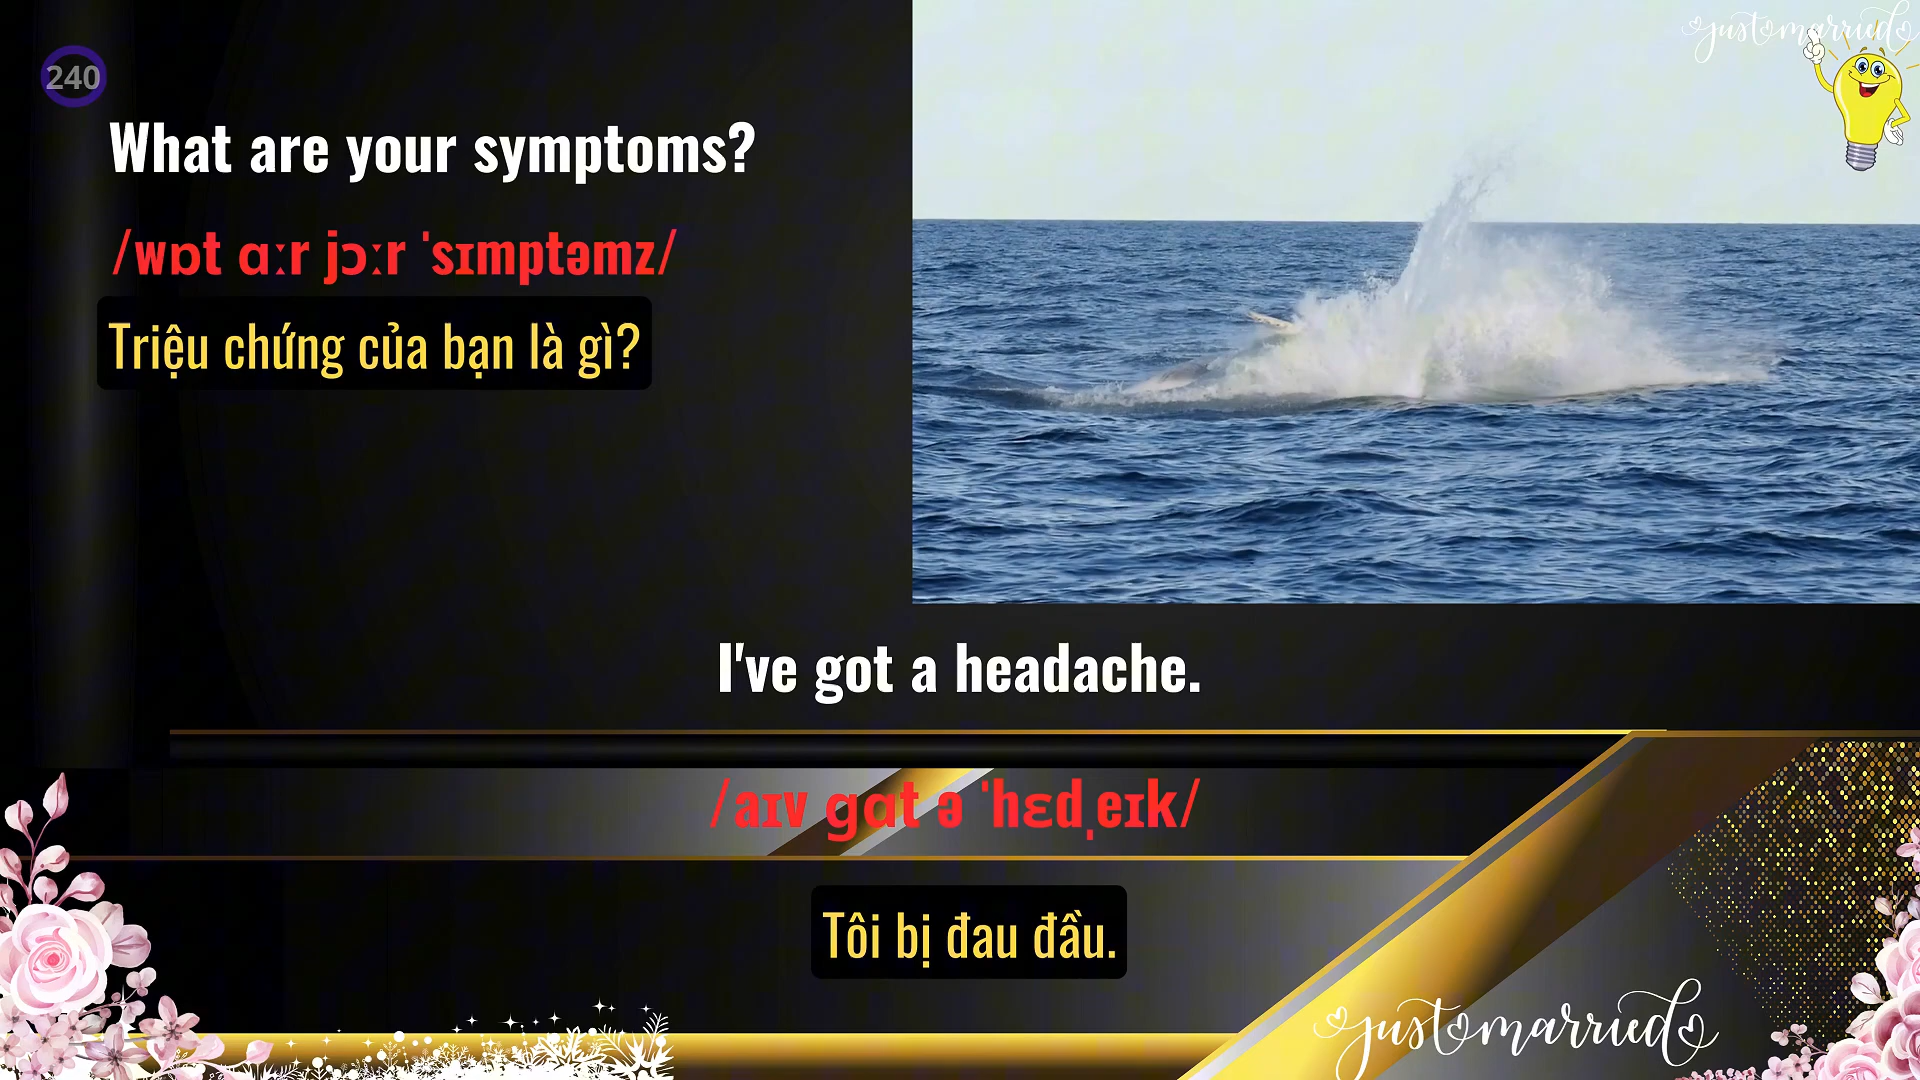 justmarried
240
What are your symptoms?
/wɒt ɑːr jɔːr ˈsɪmptəmz/
Triệu chứng của bạn là gì?
I've got a headache.
/aɪv ɡɑt ə ˈhɛdˌeɪk/
Tôi bị đau đầu.
justmarried